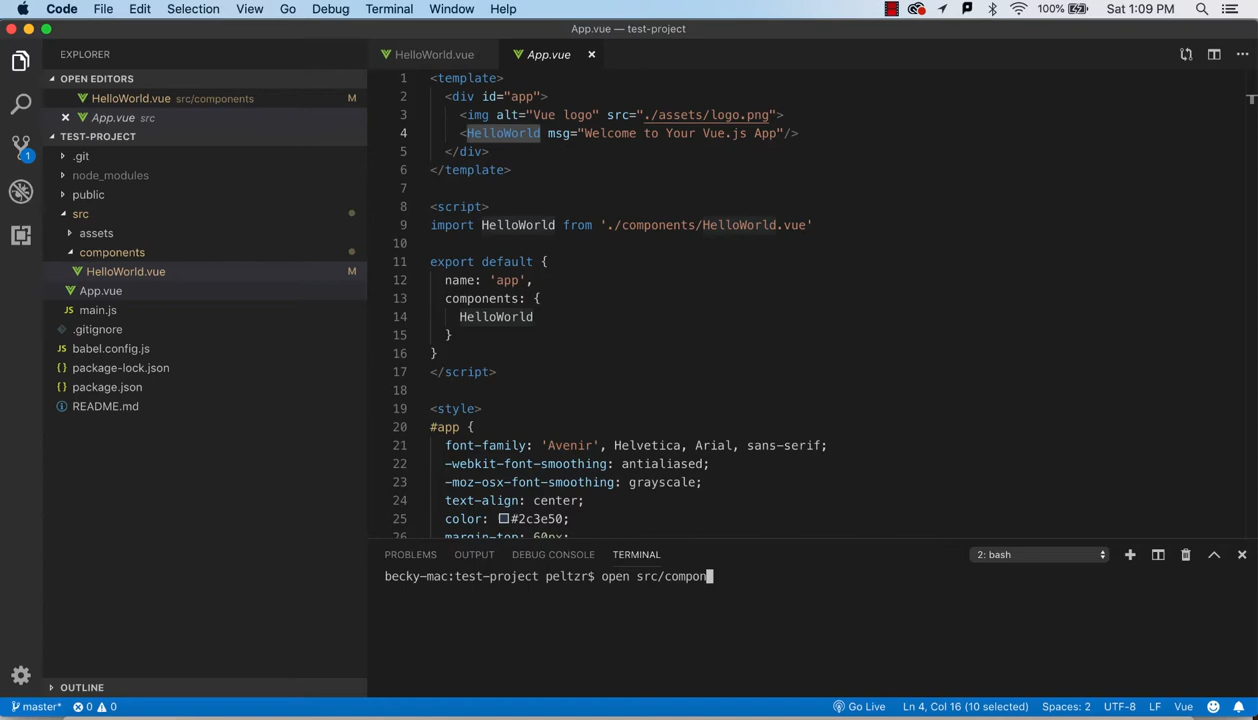 Code File Edit Selection View Go Debug Terminal Window Help 100% Sat 1:09 PM
App.vue — test-project
EXPLORER
OPEN EDITORS
HelloWorld.vue src/components M
App.vue src
TEST-PROJECT
.git
node_modules
public
src
assets
components
HelloWorld.vue M
App.vue
JS main.js
.gitignore
JS babel.config.js
{} package-lock.json
{} package.json
README.md
OUTLINE
1
HelloWorld.vue App.vue
1 <template>
2 <div id="app">
3 <img alt="Vue logo" src="./assets/logo.png">
4 <HelloWorld msg="Welcome to Your Vue.js App"/>
5 </div>
6 </template>
7
8 <script>
9 import HelloWorld from './components/HelloWorld.vue'
10
11 export default {
12 name: 'app',
13 components: {
14 HelloWorld
15 }
16 }
17 </script>
18
19 <style>
20 #app {
21 font-family: 'Avenir', Helvetica, Arial, sans-serif;
22 -webkit-font-smoothing: antialiased;
23 -moz-osx-font-smoothing: grayscale;
24 text-align: center;
25 color: #2c3e50;
26 margin-top: 60px;
PROBLEMS OUTPUT DEBUG CONSOLE TERMINAL 2: bash
becky-mac:test-project peltzr$ open src/compon
master* 0 0 Go Live Ln 4, Col 16 (10 selected) Spaces: 2 UTF-8 LF Vue